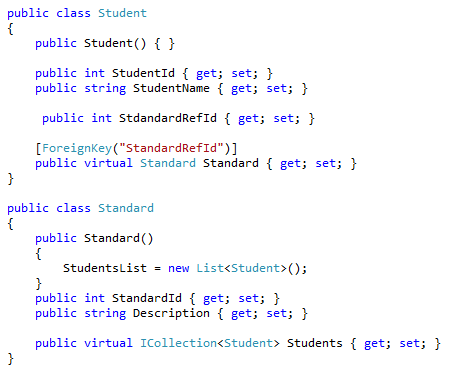 public class Student
{
    public Student() { }

    public int StudentId { get; set; }
    public string StudentName { get; set; }

     public int StdandardRefId { get; set; }

    [ForeignKey("StandardRefId")]
    public virtual Standard Standard { get; set; }
}

public class Standard
{
    public Standard()
    {
        StudentsList = new List<Student>();
    }
    public int StandardId { get; set; }
    public string Description { get; set; }

    public virtual ICollection<Student> Students { get; set; }
}